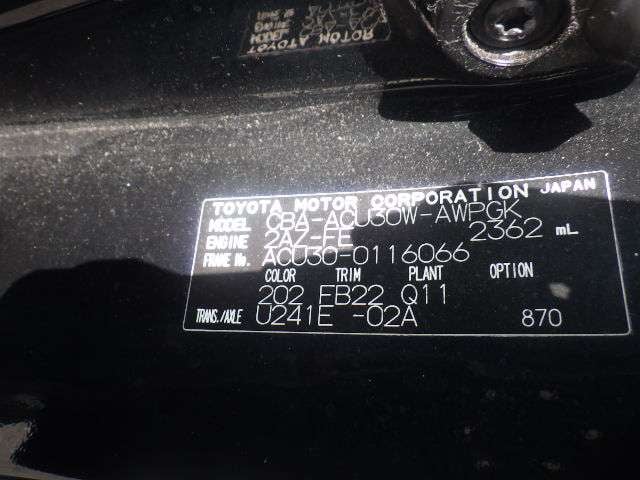 TOYOTA MOTOR CORPORATION JAPAN
MODEL CBA-ACU30W-AWPGK
ENGINE 2AZ-FE 2362 mL
FRAME No. ACU30-0116066
COLOR TRIM PLANT OPTION
202 FB22 Q11
TRANS./AXLE U241E -02A 870